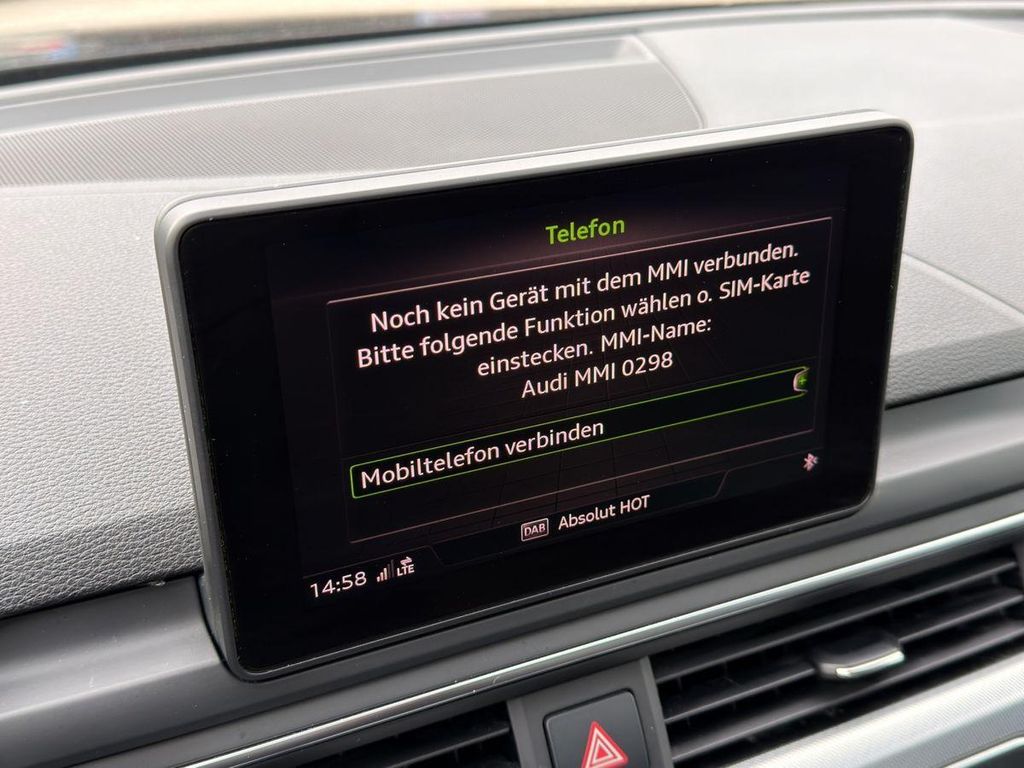 Telefon
Noch kein Gerät mit dem MMI verbunden.
Bitte folgende Funktion wählen o. SIM-Karte
einstecken. MMI-Name:
Audi MMI 0298
Mobiltelefon verbinden
DAB Absolut HOT
14:58 LTE